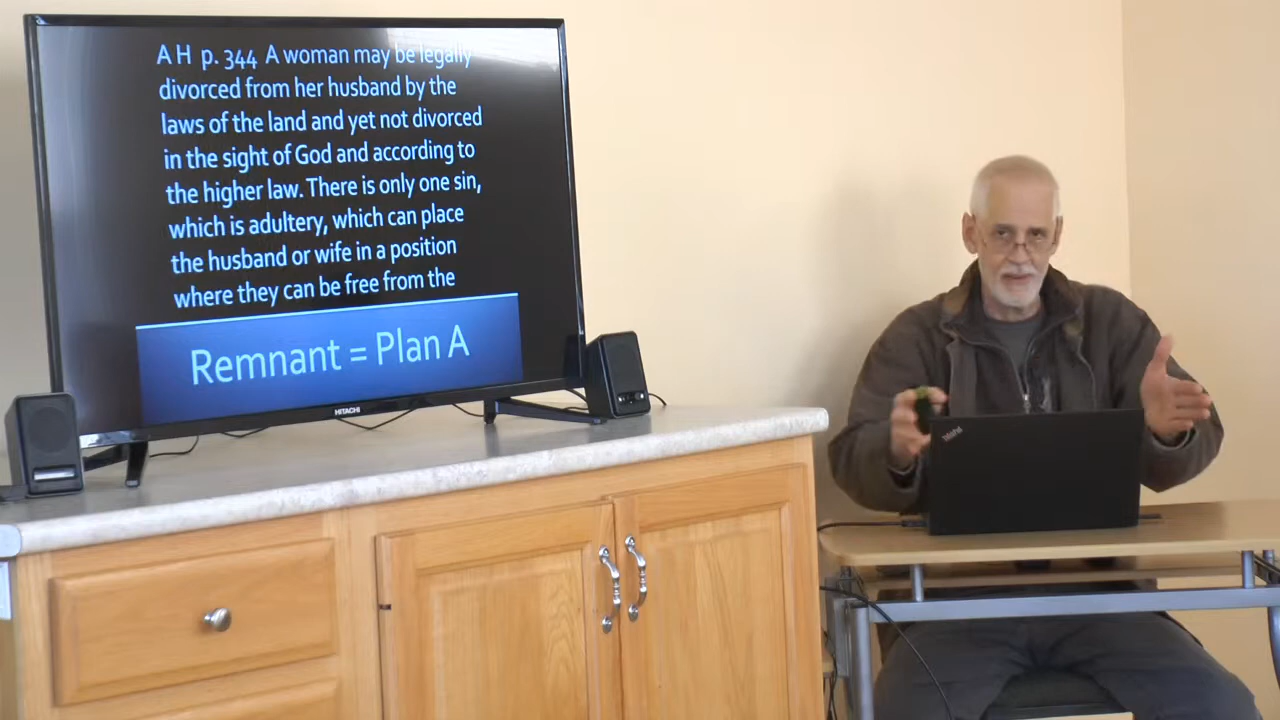 A H p. 344 A woman may be legally
divorced from her husband by the
laws of the land and yet not divorced
in the sight of God and according to
the higher law. There is only one sin,
which is adultery, which can place
the husband or wife in a position
where they can be free from the
Remnant = Plan A
HITACHI
ThinkPad